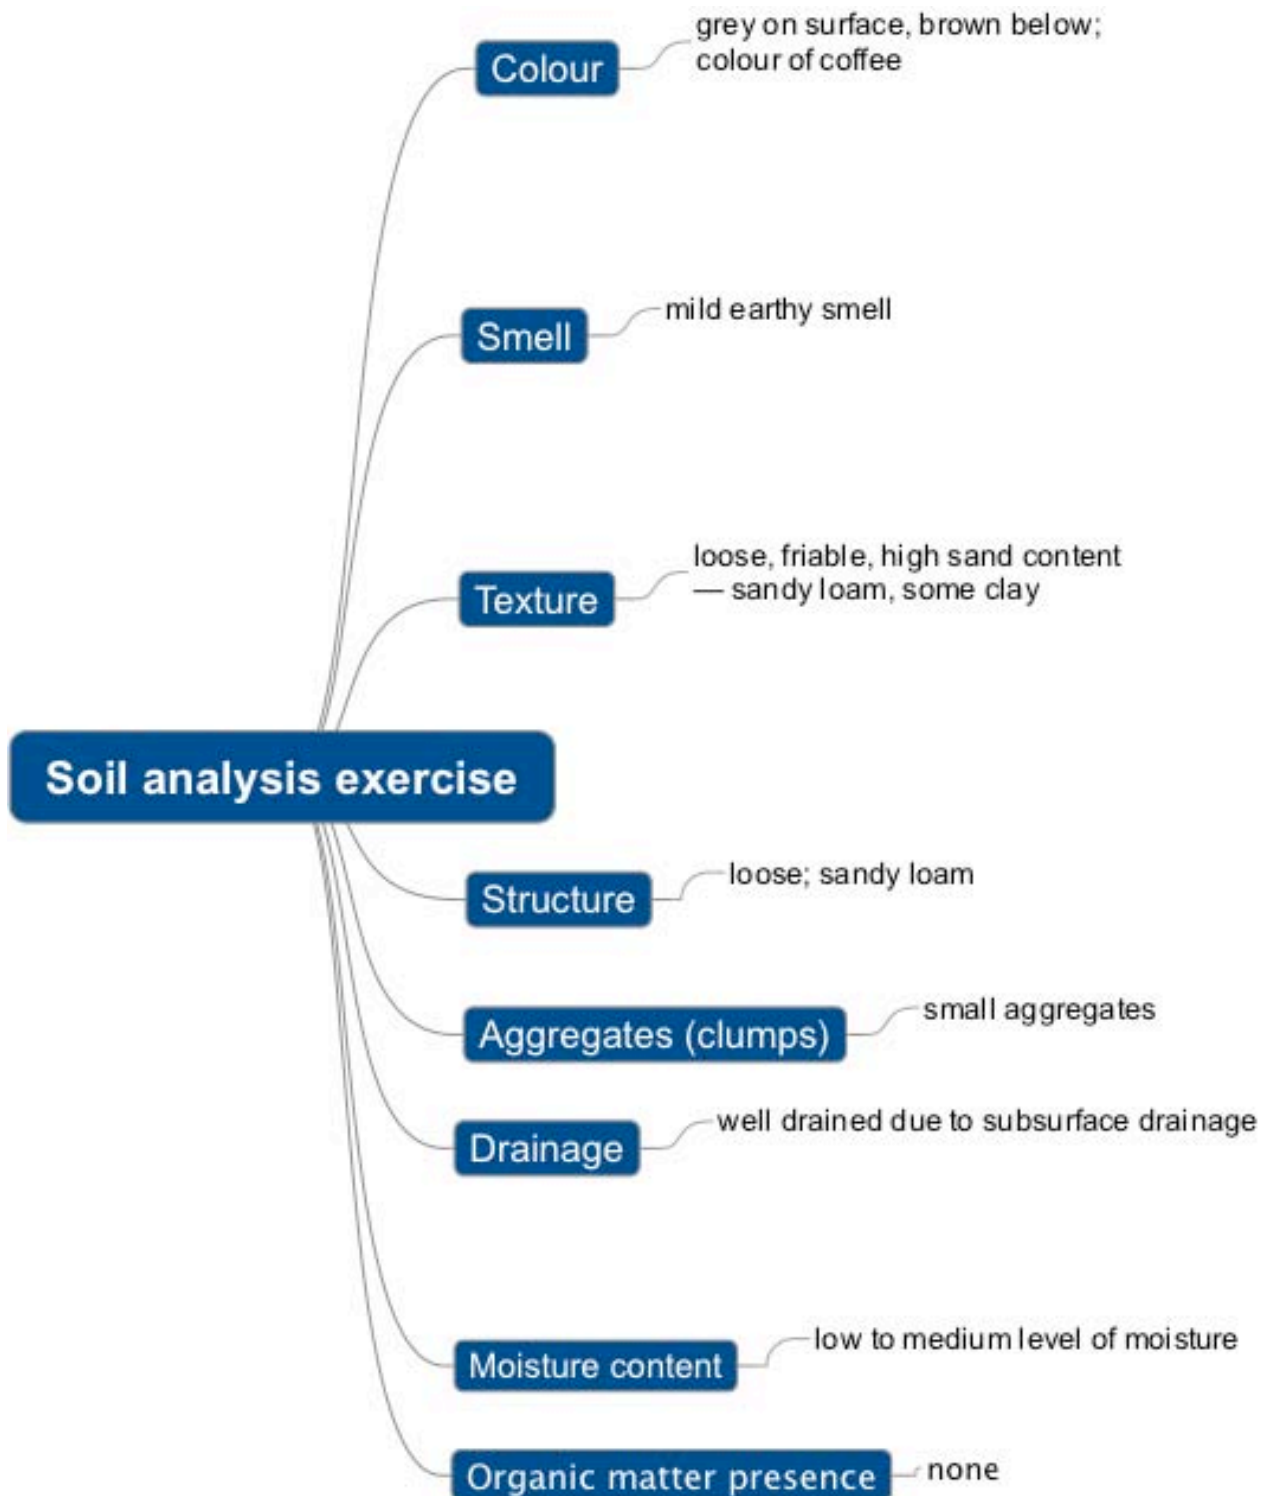 grey on surface, brown below;
colour of coffee
Colour
mild earthy smell
Smell
loose, friable, high sand content
— sandy loam, some clay
Texture
Soil analysis exercise
loose; sandy loam
Structure
small aggregates
Aggregates (clumps)
well drained due to subsurface drainage
Drainage
low to medium level of moisture
Moisture content
none
Organic matter presence